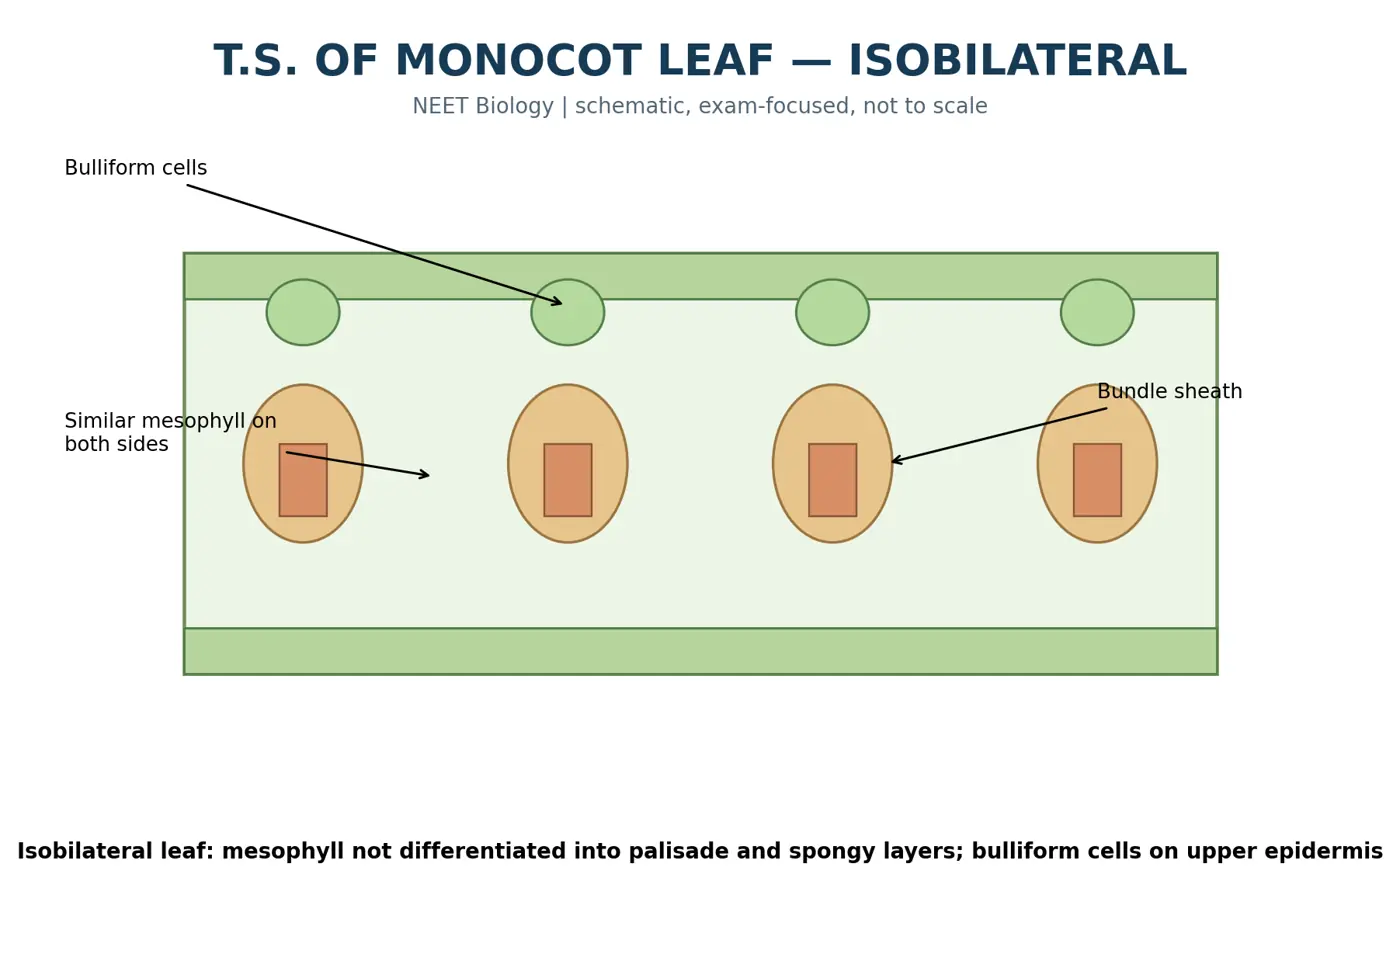 T.S. OF MONOCOT LEAF — ISOBILATERAL
NEET Biology | schematic, exam-focused, not to scale
Bulliform cells
Bundle sheath
Similar mesophyll on
both sides
Isobilateral leaf: mesophyll not differentiated into palisade and spongy layers; bulliform cells on upper epidermis